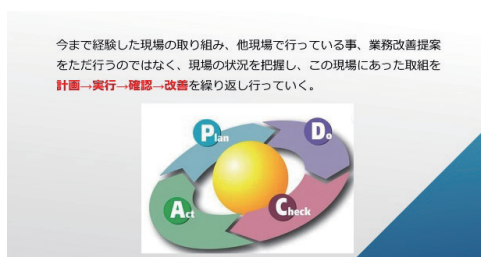 今まで経験した現場の取り組み、他現場で行っている事、業務改善提案
をただ行うのではなく、現場の状況を把握し、この現場にあった取組を
計画→実行→確認→改善を繰り返し行っていく。
Plan
Do
Act
Check